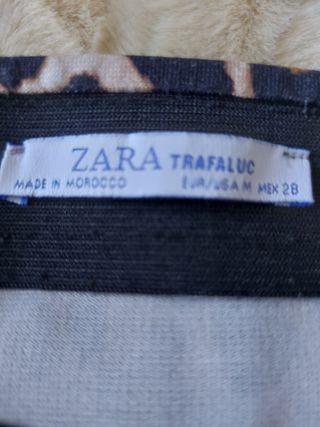 ZARA TRAFALUC
MADE IN MOROCCO EUR/USA M MEX 28